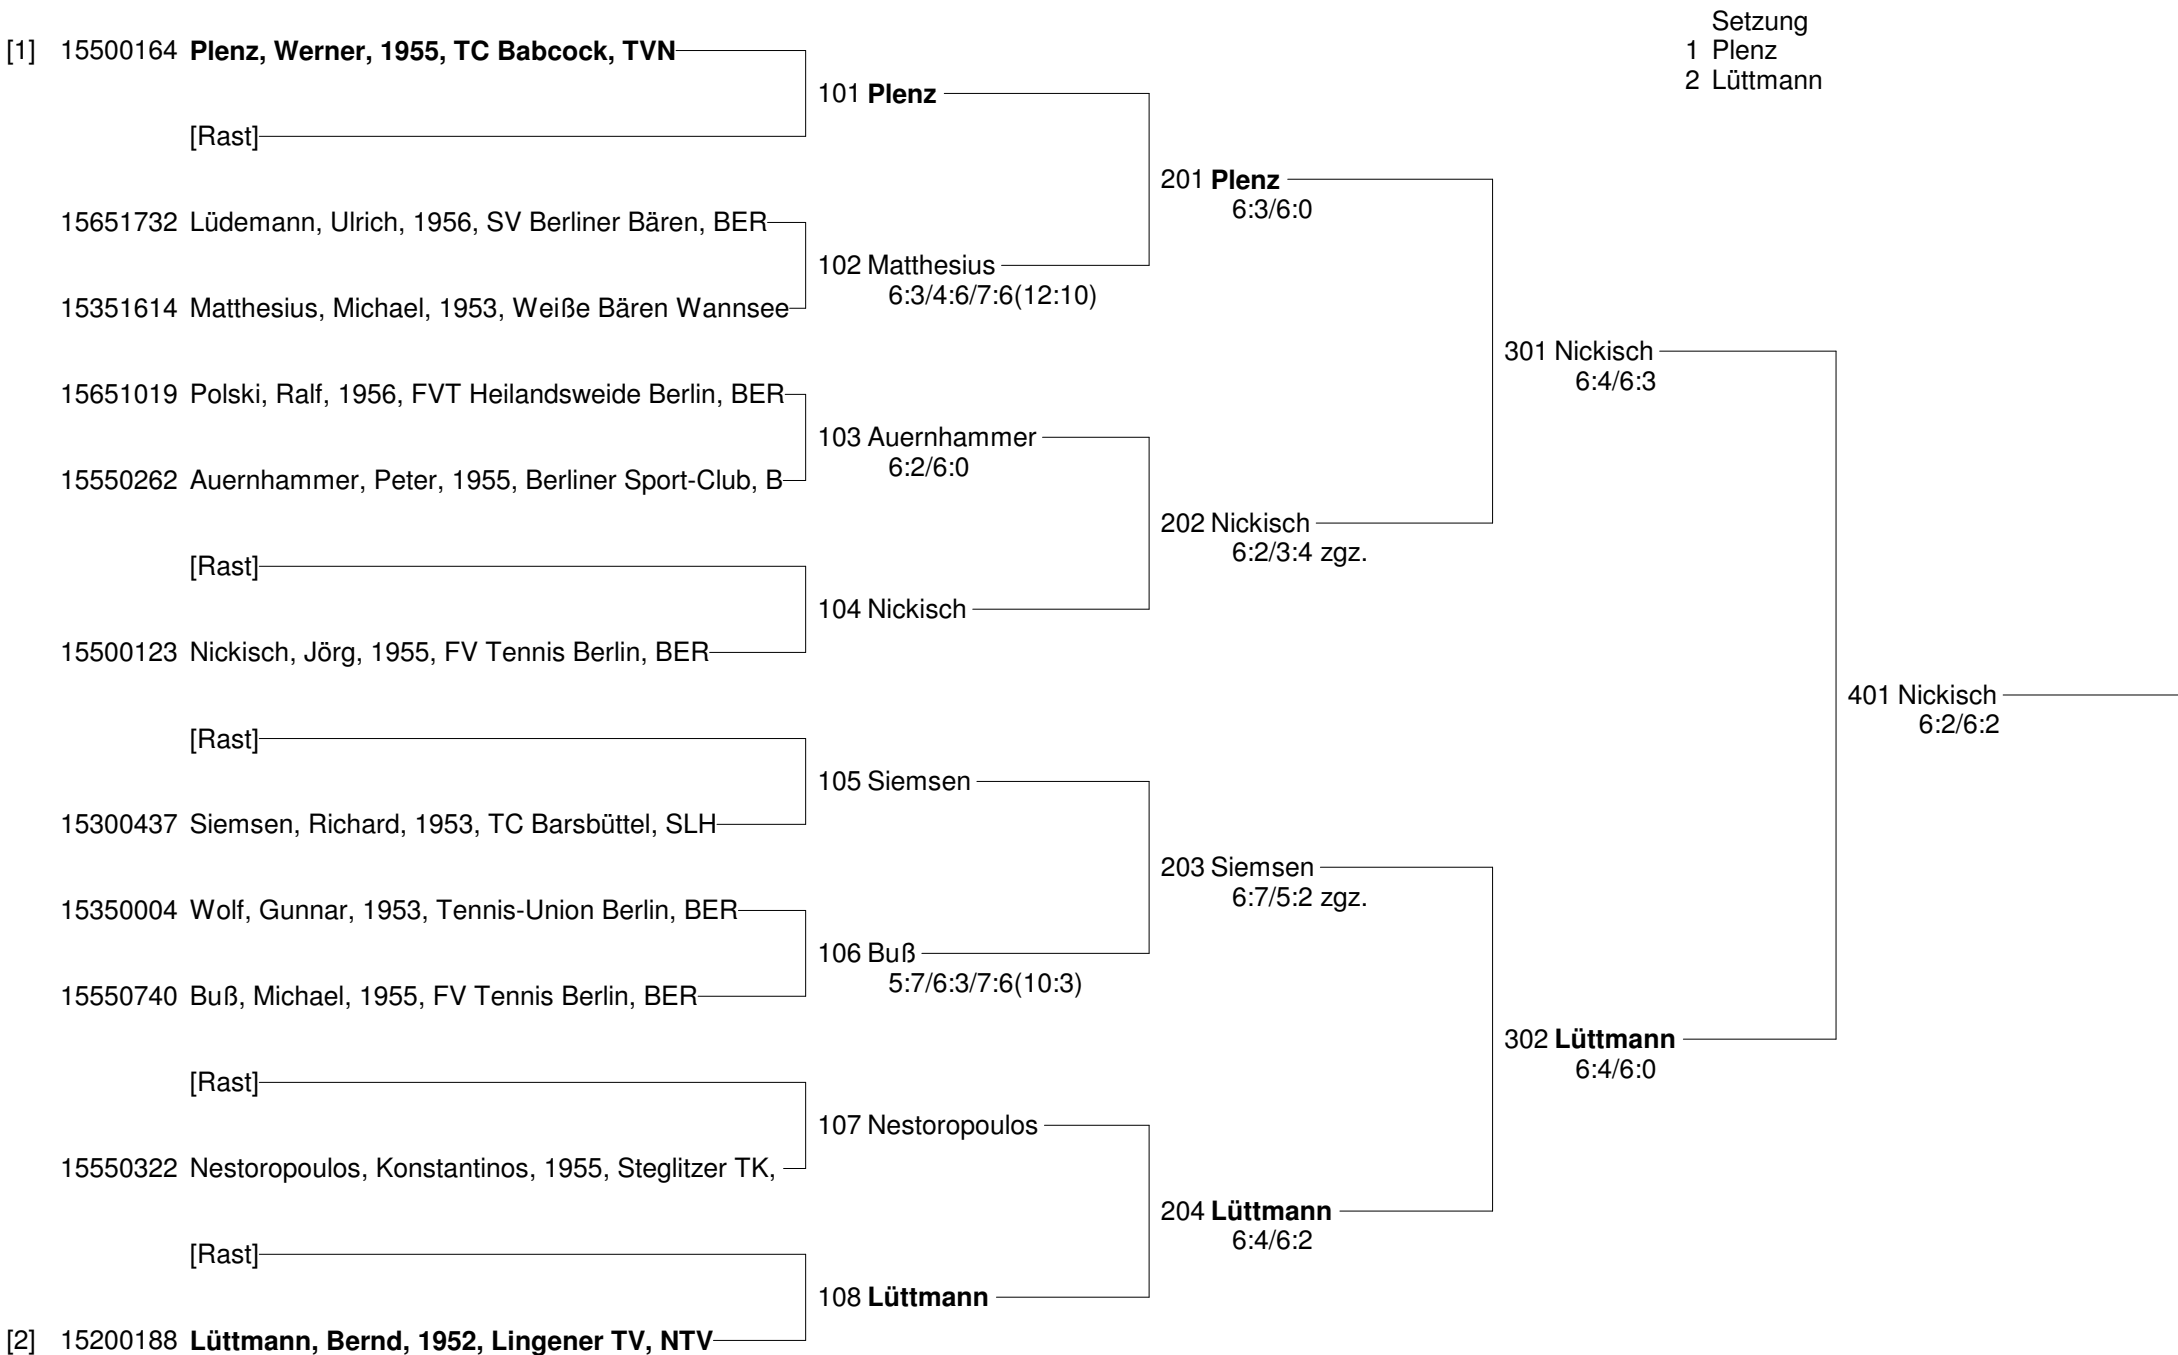 Setzung
1 Plenz
2 Lüttmann
[1] 15500164 Plenz, Werner, 1955, TC Babcock, TVN
101 Plenz
[Rast]
201 Plenz
6:3/6:0
15651732 Lüdemann, Ulrich, 1956, SV Berliner Bären, BER
102 Matthesius
6:3/4:6/7:6(12:10)
15351614 Matthesius, Michael, 1953, Weiße Bären Wannsee
301 Nickisch
6:4/6:3
15651019 Polski, Ralf, 1956, FVT Heilandsweide Berlin, BER
103 Auernhammer
6:2/6:0
15550262 Auernhammer, Peter, 1955, Berliner Sport-Club, B
202 Nickisch
6:2/3:4 zgz.
[Rast]
104 Nickisch
15500123 Nickisch, Jörg, 1955, FV Tennis Berlin, BER
401 Nickisch
6:2/6:2
[Rast]
105 Siemsen
15300437 Siemsen, Richard, 1953, TC Barsbüttel, SLH
203 Siemsen
6:7/5:2 zgz.
15350004 Wolf, Gunnar, 1953, Tennis-Union Berlin, BER
106 Buß
5:7/6:3/7:6(10:3)
15550740 Buß, Michael, 1955, FV Tennis Berlin, BER
302 Lüttmann
6:4/6:0
[Rast]
107 Nestoropoulos
15550322 Nestoropoulos, Konstantinos, 1955, Steglitzer TK,
204 Lüttmann
6:4/6:2
[Rast]
108 Lüttmann
[2] 15200188 Lüttmann, Bernd, 1952, Lingener TV, NTV